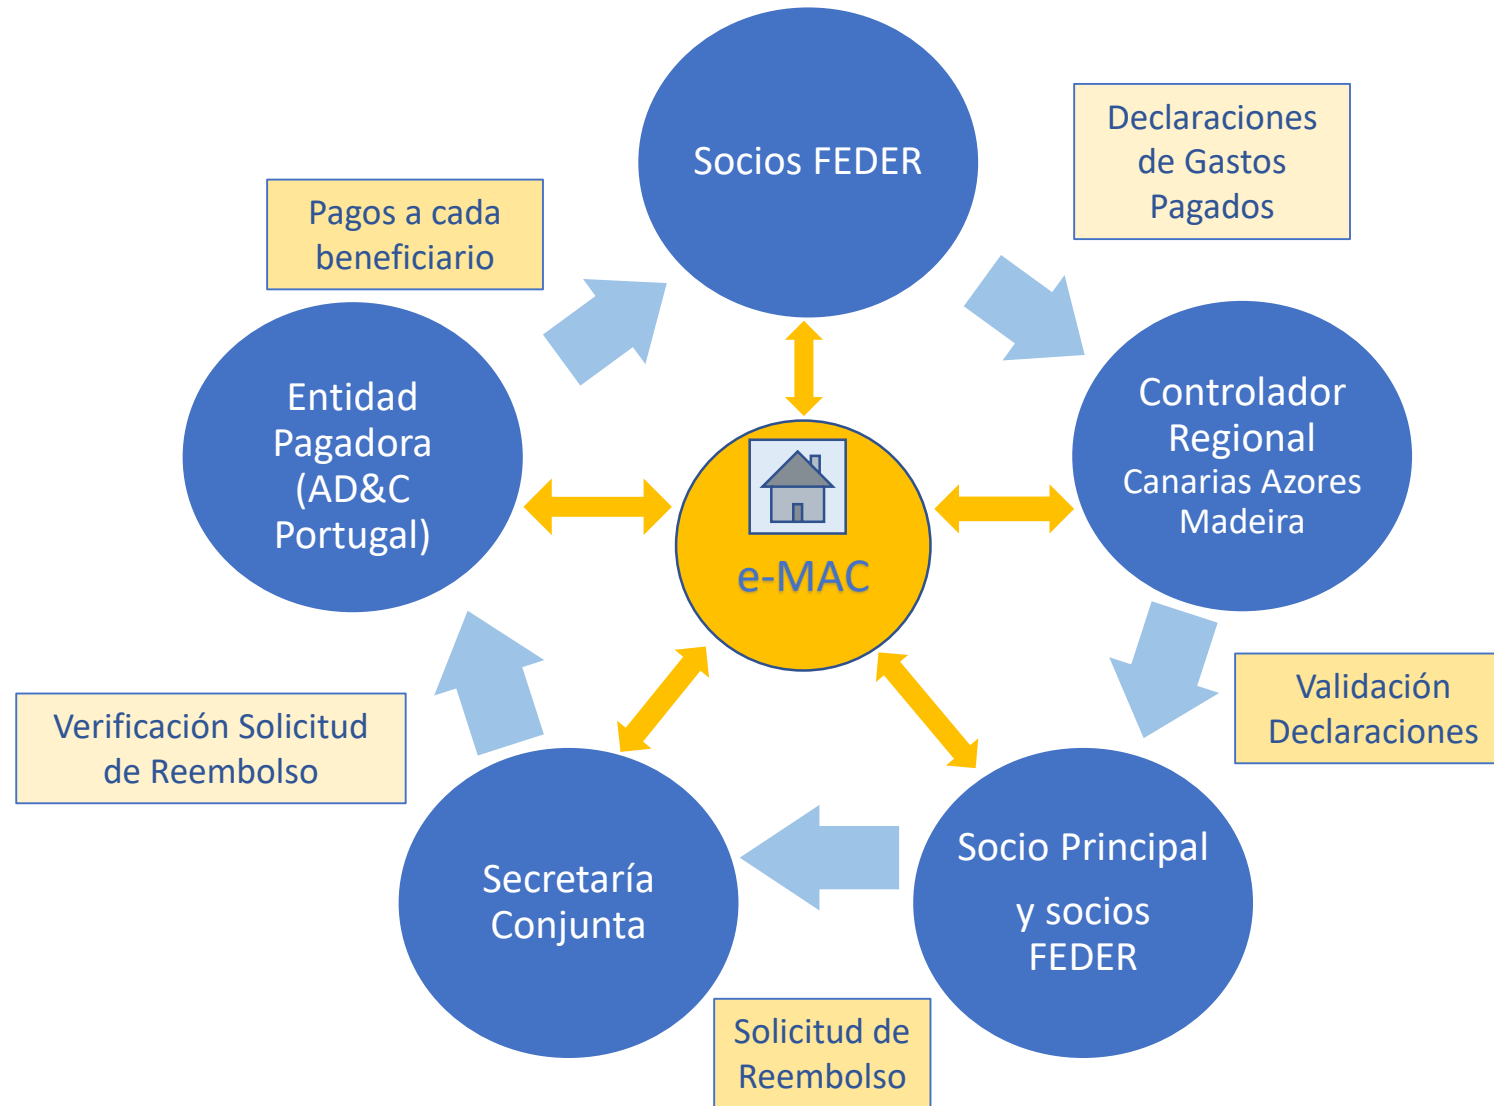 Socios FEDER
Declaraciones
de Gastos
Pagados
Controlador
Regional
Canarias Azores
Madeira
Validación
Declaraciones
Socio Principal
y socios
FEDER
Solicitud de
Reembolso
Secretaría
Conjunta
Verificación Solicitud
de Reembolso
Entidad
Pagadora
(AD&C
Portugal)
Pagos a cada
beneficiario
e-MAC